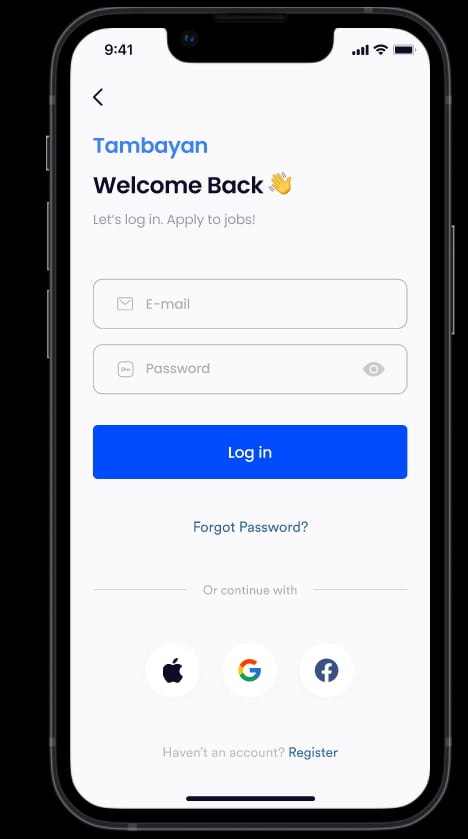 9:41
Tambayan
Welcome Back 👋
Let's log in. Apply to jobs!
E-mail
Password
Log in
Forgot Password?
Or continue with
Haven't an account? Register